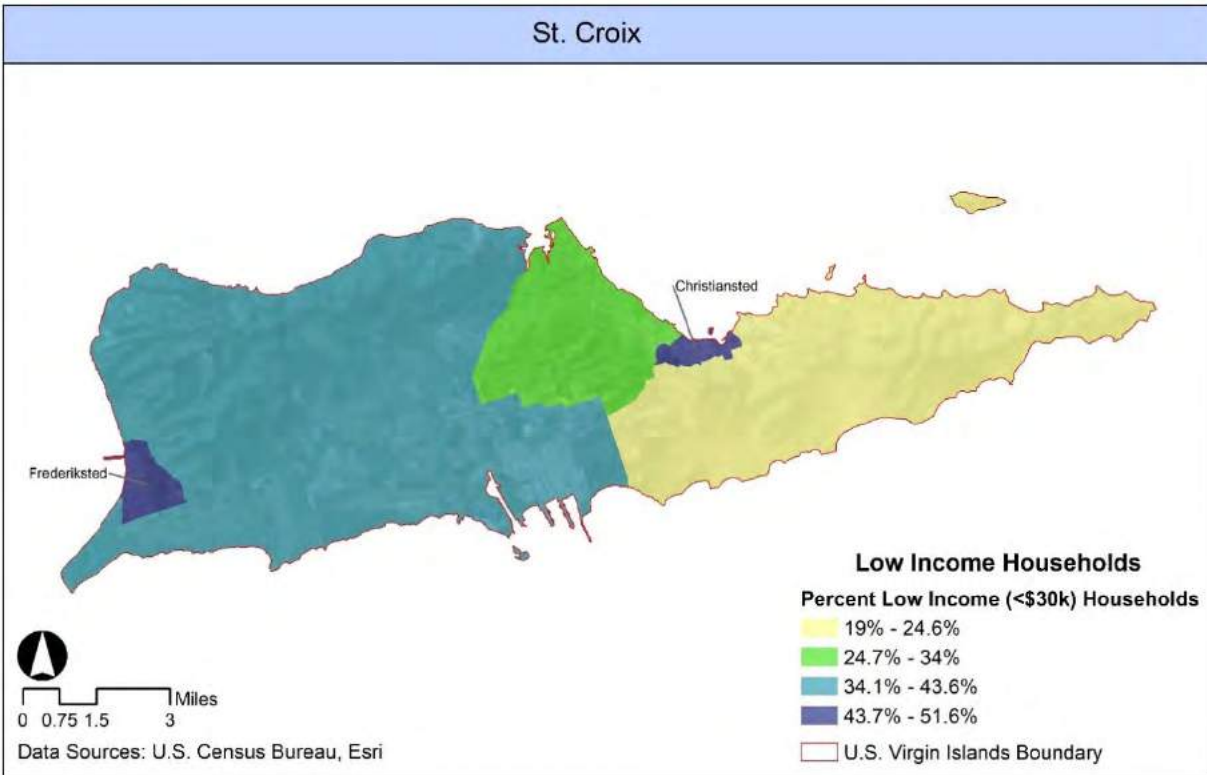 St. Croix
Christiansted
Frederiksted
Low Income Households
Percent Low Income (<$30k) Households
19% - 24.6%
24.7% - 34%
34.1% - 43.6%
43.7% - 51.6%
U.S. Virgin Islands Boundary
Miles
0 0.75 1.5 3
Data Sources: U.S. Census Bureau, Esri